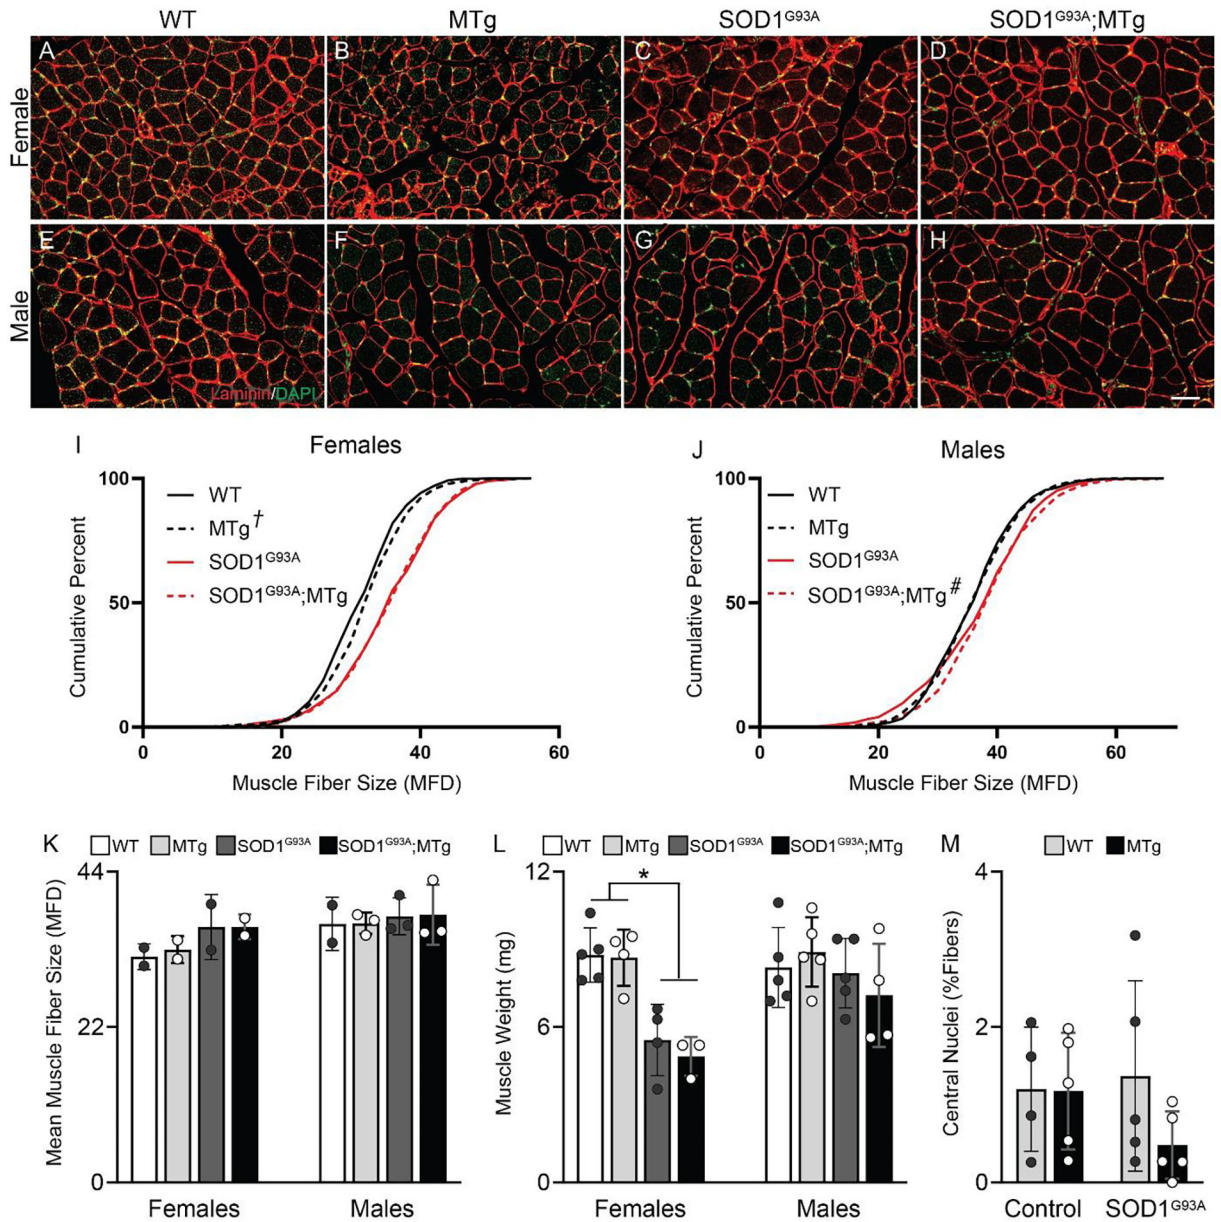 WT MTg SOD1ᴳ⁹³ᴬ SOD1ᴳ⁹³ᴬ;MTg
Female
A B C D
Male
E F G H
Laminin/DAPI
I Females
100
50
0
WT
MTg†
SOD1ᴳ⁹³ᴬ
SOD1ᴳ⁹³ᴬ;MTg
Cumulative Percent
0 20 40 60
Muscle Fiber Size (MFD)
J Males
100
50
0
WT
MTg
SOD1ᴳ⁹³ᴬ
SOD1ᴳ⁹³ᴬ;MTg#
Cumulative Percent
0 20 40 60
Muscle Fiber Size (MFD)
K WT MTg SOD1ᴳ⁹³ᴬ SOD1ᴳ⁹³ᴬ;MTg
44
22
0
Mean Muscle Fiber Size (MFD)
Females Males
L WT MTg SOD1ᴳ⁹³ᴬ SOD1ᴳ⁹³ᴬ;MTg
12
6
0
*
Muscle Weight (mg)
Females Males
M WT MTg
4
2
0
Central Nuclei (%Fibers)
Control SOD1ᴳ⁹³ᴬ